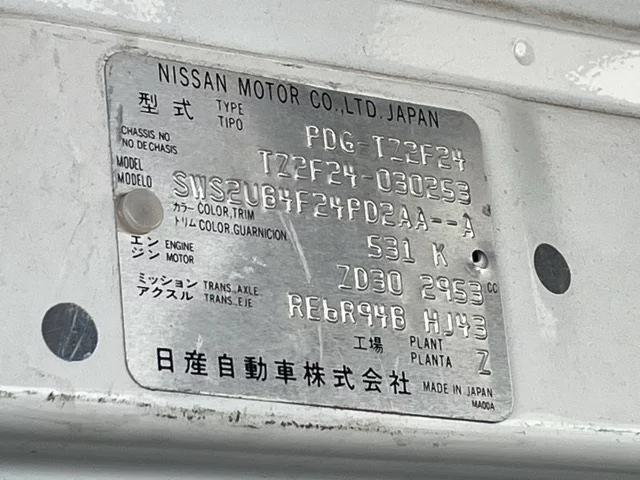 NISSAN MOTOR CO.,LTD. JAPAN
型式 TYPE TIPO PDG-TZ2F24
CHASSIS NO NO DE CHASIS TZ2F24-030253
MODEL MODELO SWS2UB4F24PD2AA--A
カラー COLOR,TRIM トリム COLOR.GUARNICION 531 K
エンジン ENGINE MOTOR ZD30 2953 CC
ミッション アクスル TRANS.,AXLE TRANS.,EJE RE6R94B HJ43
工場 PLANT PLANTA Z
日産自動車株式会社 MADE IN JAPAN
MA00A